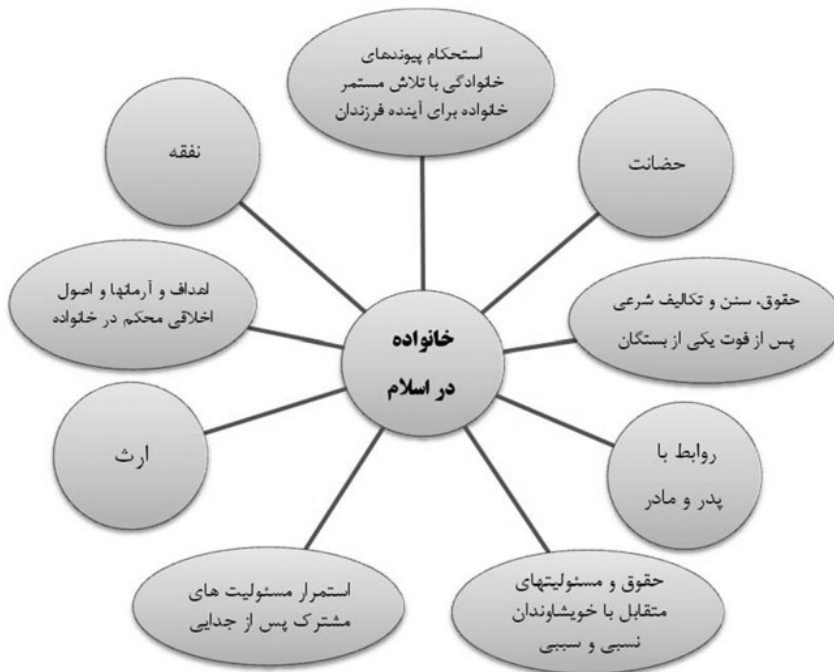 استحکام پیوندهای
خانوادگی با تلاش مستمر
خانواده برای آینده فرزندان
حضانت
حقوق، سنن و تکالیف شرعی
پس از فوت یکی از بستگان
روابط با
پدر و مادر
حقوق و مسئولیتهای
متقابل با خویشاوندان
نسبی و سببی
استمرار مسئولیت های
مشترک پس از جدایی
ارث
اهداف و آرمانها و اصول
اخلاقی محکم در خانواده
نفقه
خانواده
در اسلام